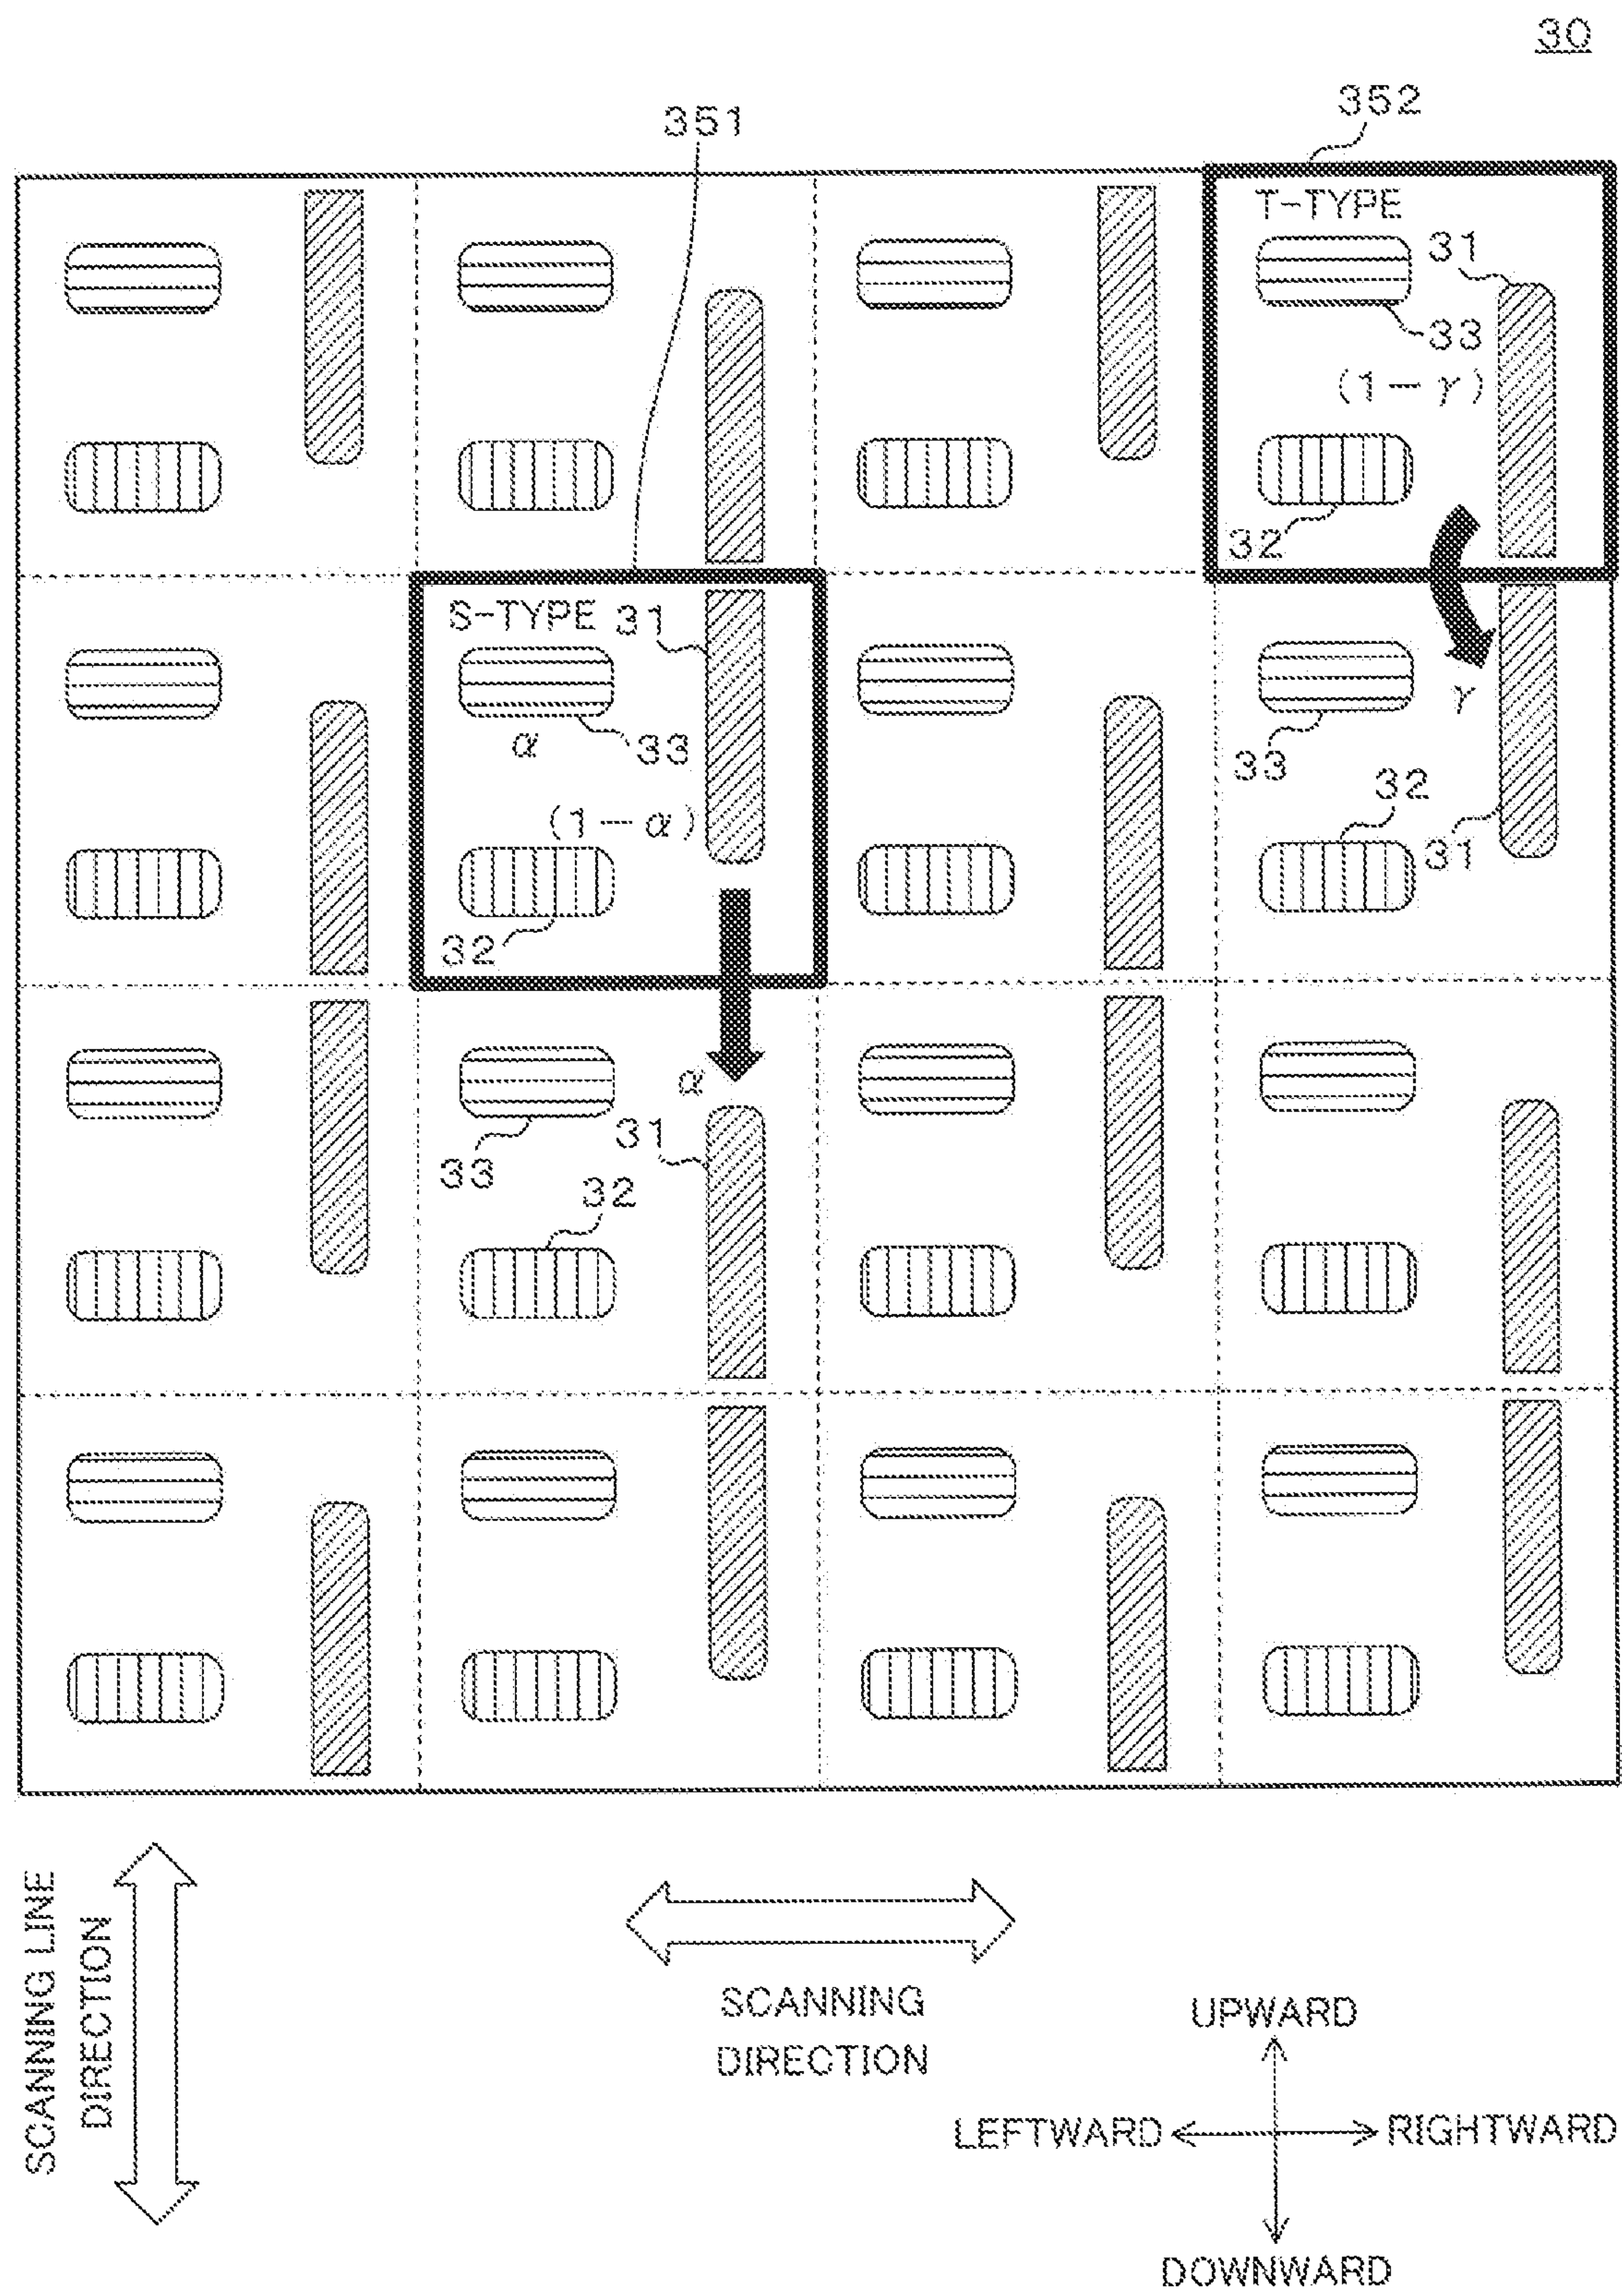 30
351
352
T-TYPE
31
33
(1-γ)
32
S-TYPE
31
33
α
(1-α)
32
γ
33
32
31
α
33
31
32
SCANNING LINE
DIRECTION
SCANNING
DIRECTION
UPWARD
LEFTWARD
RIGHTWARD
DOWNWARD